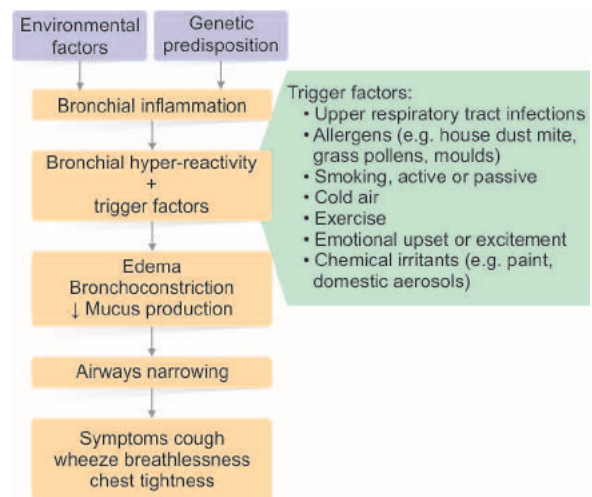 Environmental
factors
Genetic
predisposition
Bronchial inflammation
Bronchial hyper-reactivity
+
trigger factors
Trigger factors:
• Upper respiratory tract infections
• Allergens (e.g. house dust mite,
grass pollens, moulds)
• Smoking, active or passive
• Cold air
• Exercise
• Emotional upset or excitement
• Chemical irritants (e.g. paint,
domestic aerosols)
Edema
Bronchoconstriction
↓ Mucus production
Airways narrowing
Symptoms cough
wheeze breathlessness
chest tightness